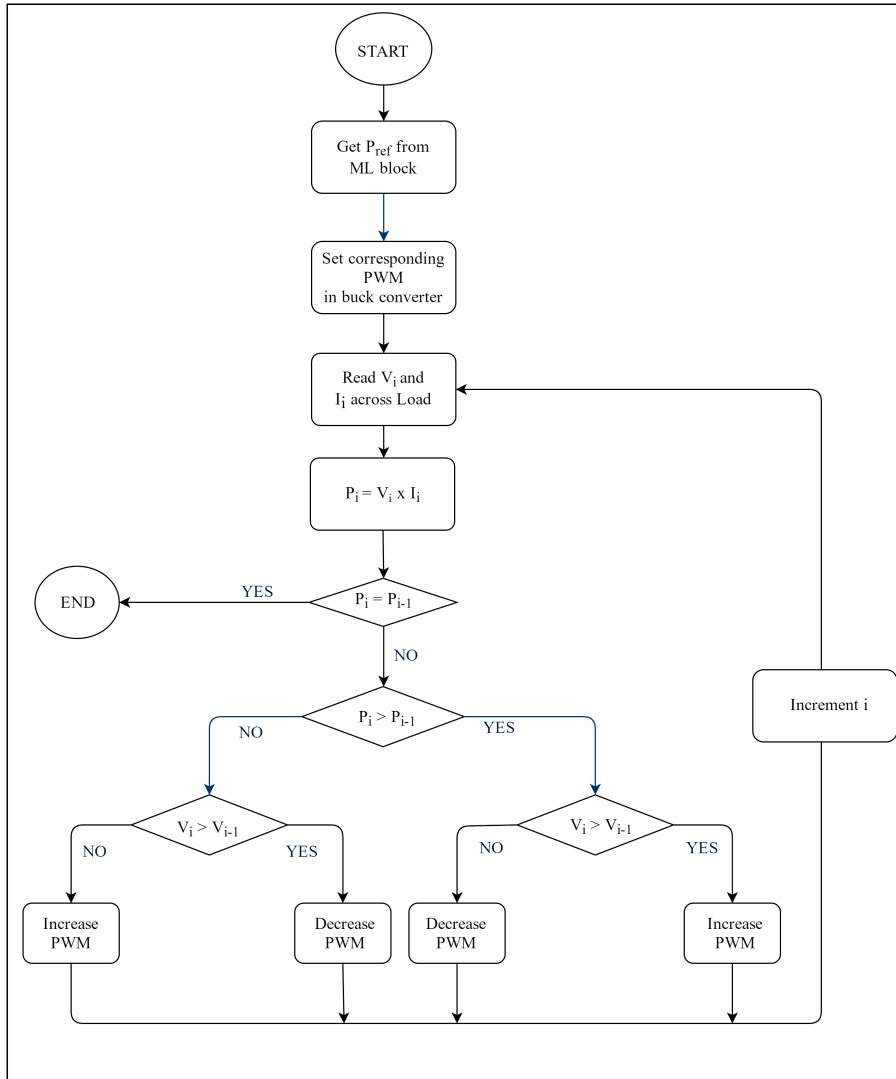 START
Get P_ref from
ML block
Set corresponding
PWM
in buck converter
Read V_i and
I_i across Load
P_i = V_i x I_i
YES
END
P_i = P_i-1
NO
P_i > P_i-1
NO
YES
Increment i
V_i > V_i-1
V_i > V_i-1
NO
YES
NO
YES
Increase
PWM
Decrease
PWM
Decrease
PWM
Increase
PWM